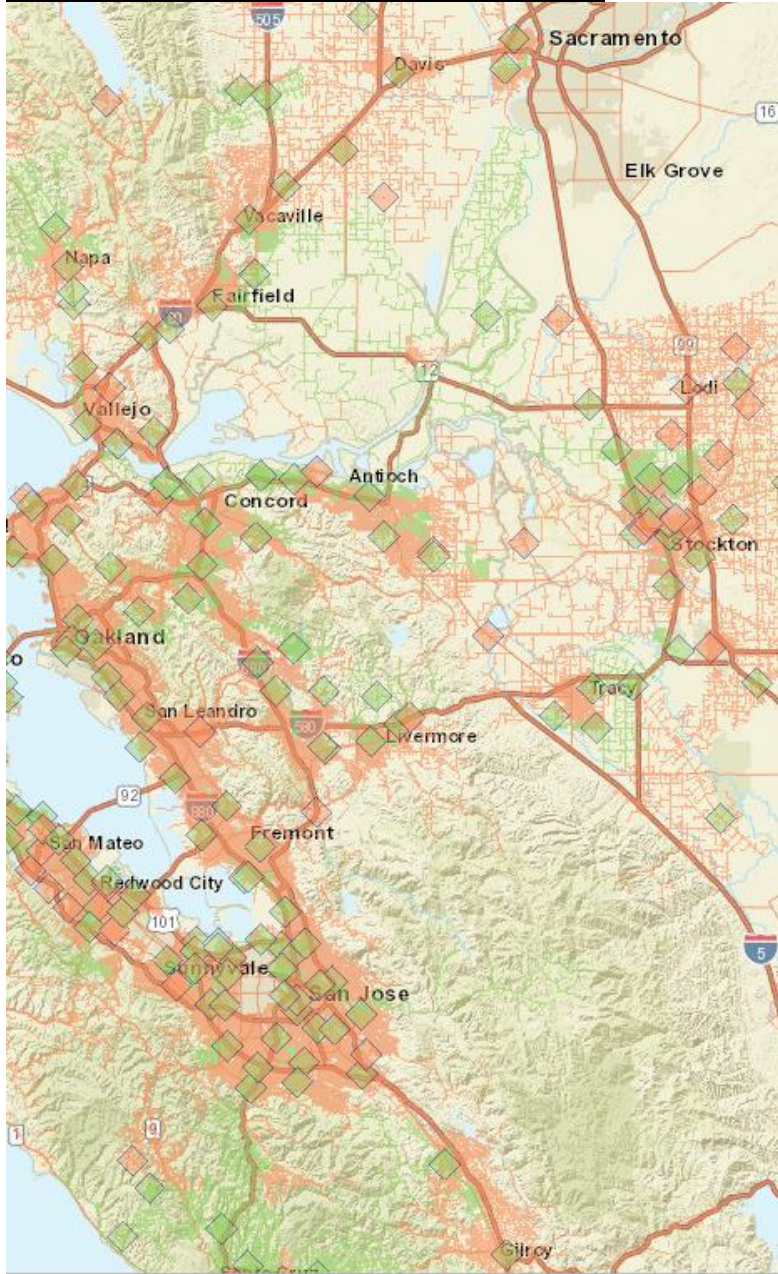 505
Sacramento
Davis
16
Elk Grove
Vacaville
Napa
Fairfield
80
99
12
Lodi
Vallejo
Antioch
Concord
Stockton
Oakland
Tracy
San Leandro
580
Livermore
92
880
Fremont
San Mateo
Redwood City
101
5
Sunnyvale
San Jose
1
9
Gilroy